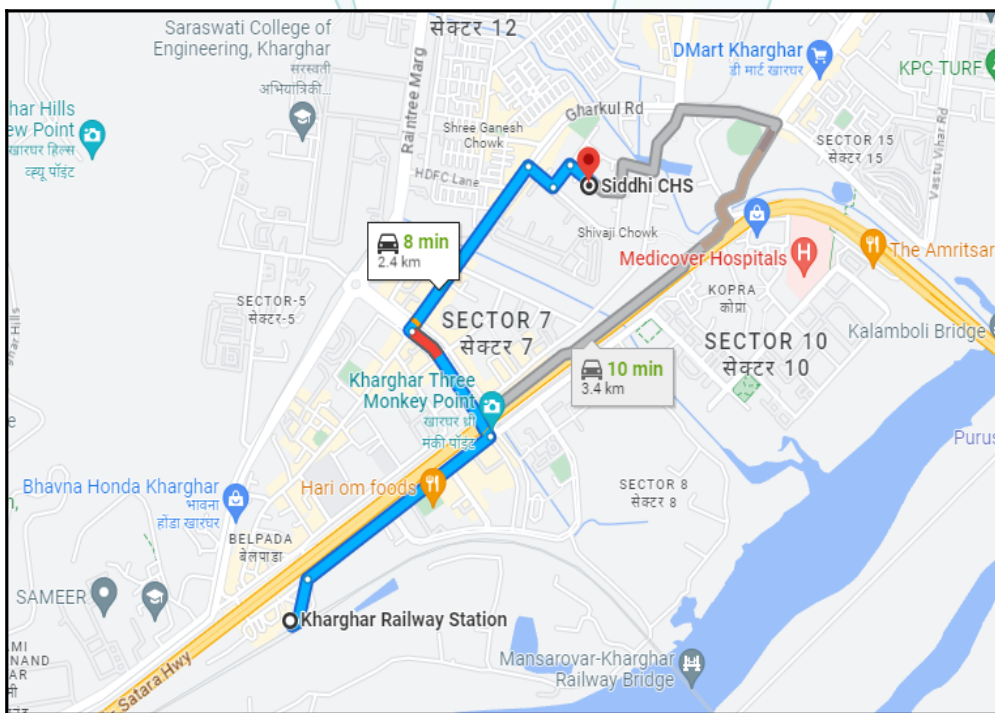 Saraswati College of
Engineering, Kharghar
सरस्वती
अभियात्रिकी...
सेक्टर 12
DMart Kharghar
डी मार्ट खारघर
KPC TURF
har Hills
ew Point
खारघर हिल्स
व्ह्यू पॉइंट
Raintree Marg
Gharkul Rd
Shree Ganesh
Chowk
HDFC Lane
SECTOR 15
सेक्टर 15
Vastu Vihar Rd
Siddhi CHS
Shivaji Chowk
8 min
2.4 km
Medicover Hospitals
The Amritsar
KOPRA
कोप्रा
SECTOR-5
सेक्टर-5
SECTOR 7
सेक्टर 7
SECTOR 10
सेक्टर 10
Kalamboli Bridge
10 min
3.4 km
Hills
Kharghar Three
Monkey Point
खारघर थ्री
मंकी पॉइंट
e
Purus
Bhavna Honda Kharghar
भावना
होंडा खारघर
Hari om foods
SECTOR 8
सेक्टर 8
BELPADA
बेलपाडा
SAMEER
Kharghar Railway Station
AMI
NAND
AR
Satara Hwy
Mansarovar-Kharghar
Railway Bridge